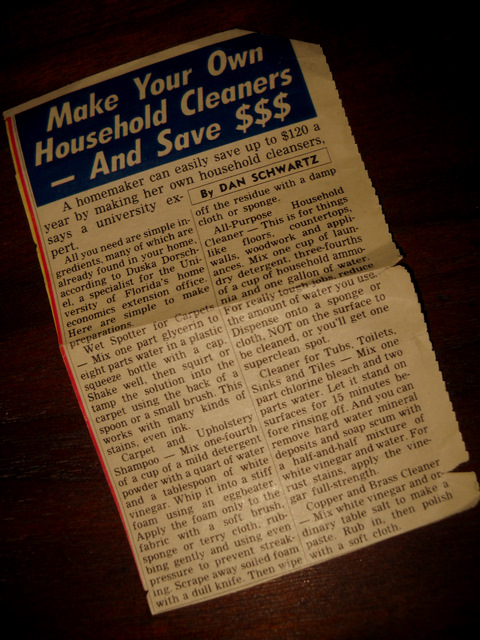 Make Your Own
Household Cleaners
— And Save $$$
A homemaker can easily save up to $120 a
year by making her own household cleansers,
says a university ex-
pert.
By DAN SCHWARTZ
All you need are simple in-
gredients, many of which are
already found in your home,
according to Duska Dorsch-
el, a specialist for the Uni-
versity of Florida's home
economics extension office.
Here are simple to make
preparations.
Wet Spotter for Carpets
— Mix one part glycerin to
eight parts water in a plastic
squeeze bottle with a cap.
Shake well, then squirt or
tamp the solution into the
carpet using the back of a
spoon or a small brush. This
works with many kinds of
stains, even ink.
Carpet and Upholstery
Shampoo — Mix one-fourth
of a cup of a mild detergent
powder with a quart of water
and a tablespoon of white
vinegar. Whip it into a stiff
foam using an eggbeater.
Apply the foam only to the
fabric with a soft brush,
sponge or terry cloth, rub-
bing gently and using even
pressure to prevent streak-
ing. Scrape away soiled foam
with a dull knife. Then wipe
off the residue with a damp
cloth or sponge.
All-Purpose Household
Cleaner — This is for things
like floors, countertops,
walls, woodwork and appli-
ances. Mix one cup of laun-
dry detergent, three-fourths
of a cup of household ammo-
nia and one gallon of water.
For really tough jobs reduce
the amount of water you use.
Dispense onto a sponge or
cloth, NOT on the surface to
be cleaned, or you'll get one
superclean spot.
Cleaner for Tubs, Toilets,
Sinks and Tiles — Mix one
part chlorine bleach and two
parts water. Let it stand on
surfaces for 15 minutes be-
fore rinsing off. And you can
remove hard water mineral
deposits and soap scum with
a half-and-half mixture of
white vinegar and water. For
rust stains, apply the vine-
gar full-strength.
Copper and Brass Cleaner
— Mix white vinegar and or-
dinary table salt to make a
paste. Rub in, then polish
with a soft cloth.